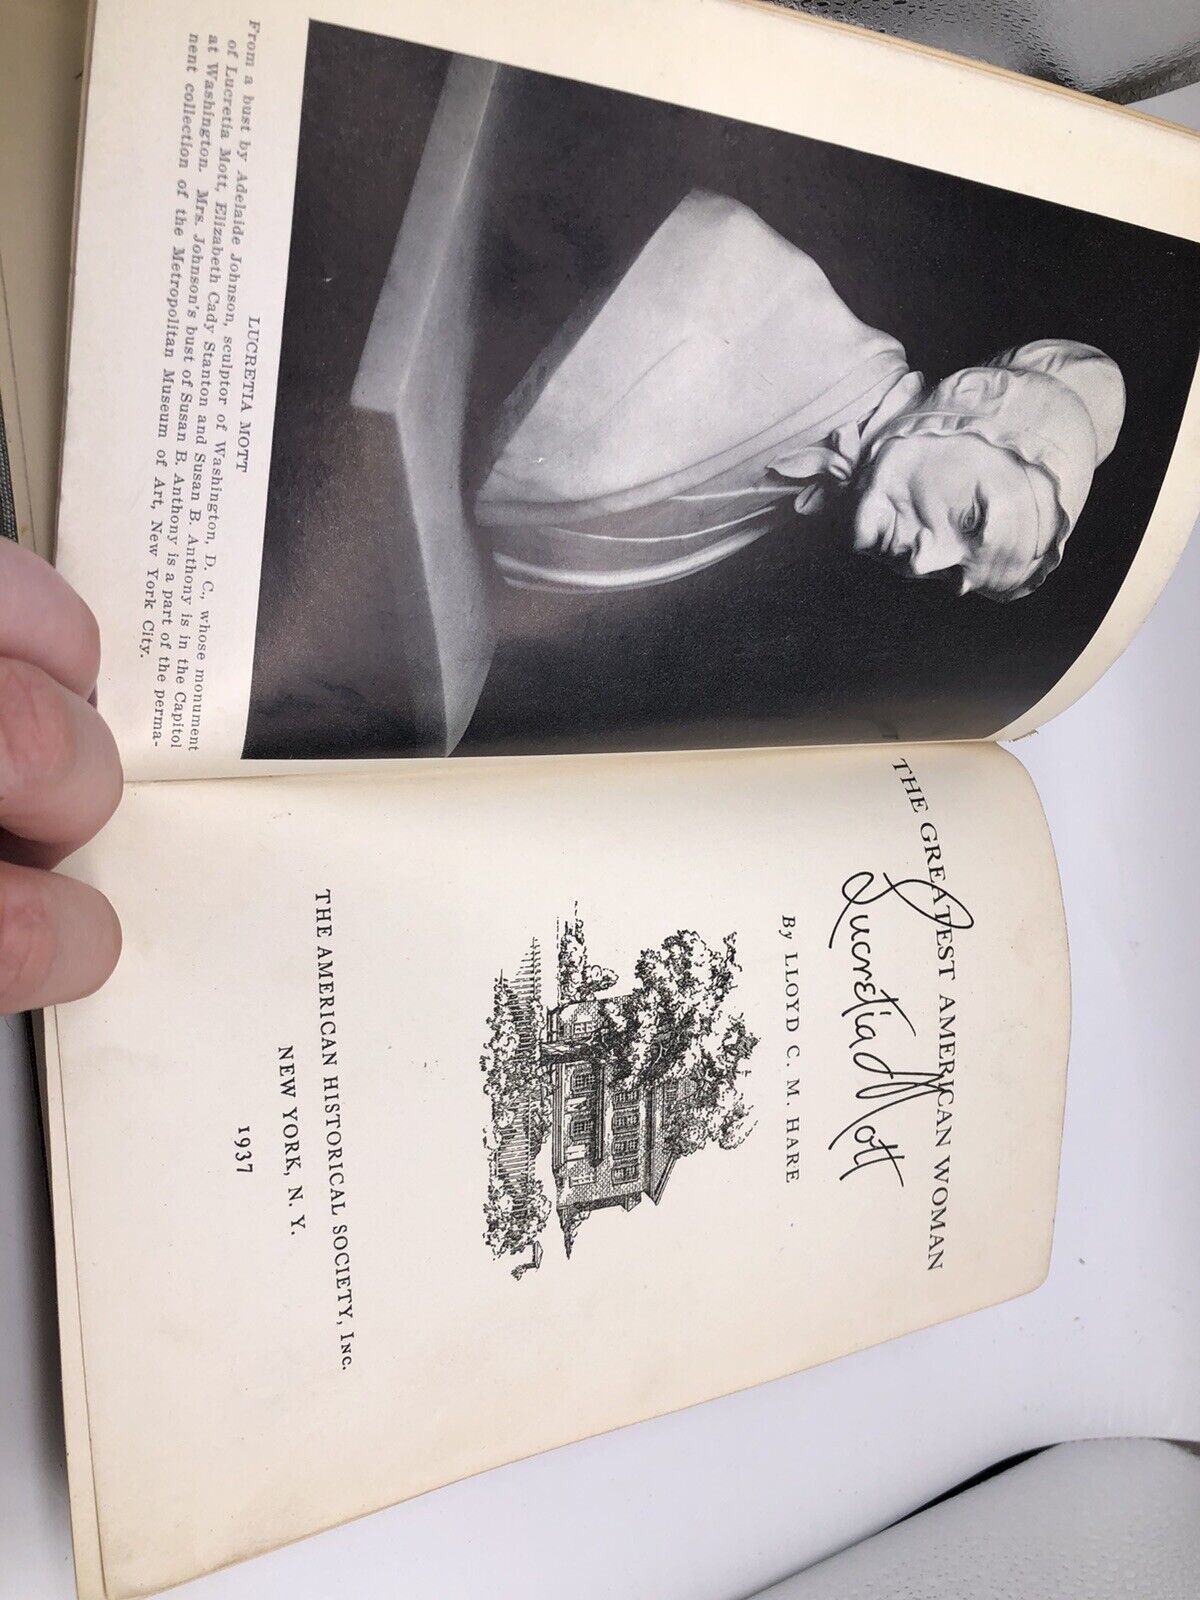 LUCRETIA MOTT
From a bust by Adelaide Johnson, sculptor of Washington, D. C., whose monument
of Lucretia Mott, Elizabeth Cady Stanton and Susan B. Anthony is in the Capitol
at Washington. Mrs. Johnson's bust of Susan B. Anthony is a part of the perma-
nent collection of the Metropolitan Museum of Art, New York City.
THE GREATEST AMERICAN WOMAN
Lucretia Mott
By LLOYD C. M. HARE
THE AMERICAN HISTORICAL SOCIETY, INC.
NEW YORK, N. Y.
1937